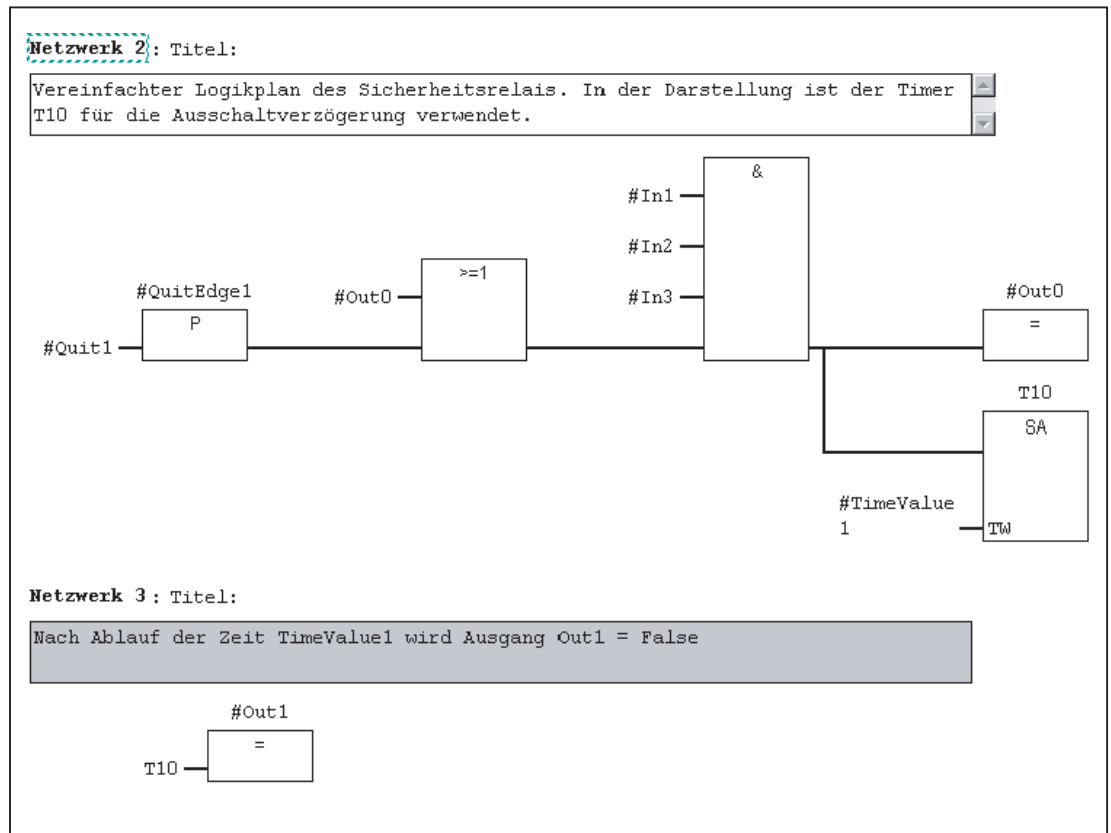 Netzwerk 2: Titel:
Vereinfachter Logikplan des Sicherheitsrelais. In der Darstellung ist der Timer
T10 für die Ausschaltverzögerung verwendet.
&
#In1
#In2
#In3
>=1
#Out0
#QuitEdge1
P
#Quit1
#Out0
=
T10
SA
#TimeValue
1
TW
Netzwerk 3: Titel:
Nach Ablauf der Zeit TimeValue1 wird Ausgang Out1 = False
#Out1
=
T10